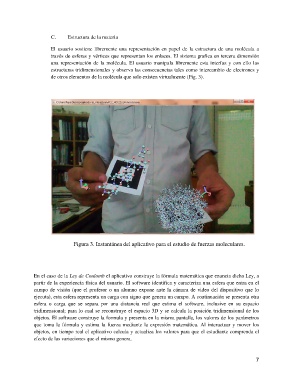 C. Estructura de la materia
El usuario sostiene libremente una representación en papel de la estructura de una molécula a
través de esferas y vértices que representan los enlaces. El sistema grafica en tercera dimensión
una representación de la molécula. El usuario manipula libremente esta interfaz y con ello las
estructuras tridimensionales y observa las consecuencias tales como intercambio de electrones y
de otros elementos de la molécula que solo existen virtualmente (Fig. 3).
Figura 3. Instantánea del aplicativo para el estudio de fuerzas moleculares.
En el caso de la Ley de Coulomb el aplicativo construye la fórmula matemática que enuncia dicha Ley, a
partir de la experiencia física del usuario. El software identifica y caracteriza una esfera que entra en el
campo de visión (que el profesor o un alumno expone ante la cámara de video del dispositivo que lo
ejecuta), esta esfera representa un carga con signo que genera un campo. A continuación se presenta otra
esfera o carga que se separa por una distancia real que estima el software, inclusive en un espacio
tridimensional; para lo cual se reconstruye el espacio 3D y se calcula la posición tridimensional de los
objetos. El software construye la formula y presenta en la misma pantalla, los valores de los parámetros
que toma la fórmula y estima la fuerza mediante la expresión matemática. Al interactuar y mover los
objetos, en tiempo real el aplicativo calcula y actualiza los valores para que el estudiante comprenda el
efecto de las variaciones que el mismo genera.
7